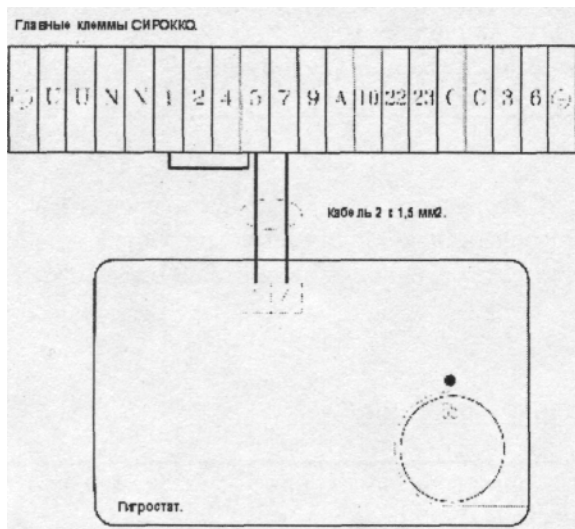 Главные клеммы СИРОККО.
U U N N 1 2 4 5 7 9 A 10 22 23 C C 3 6
Кабель 2 x 1,5 мм2.
Гигростат.